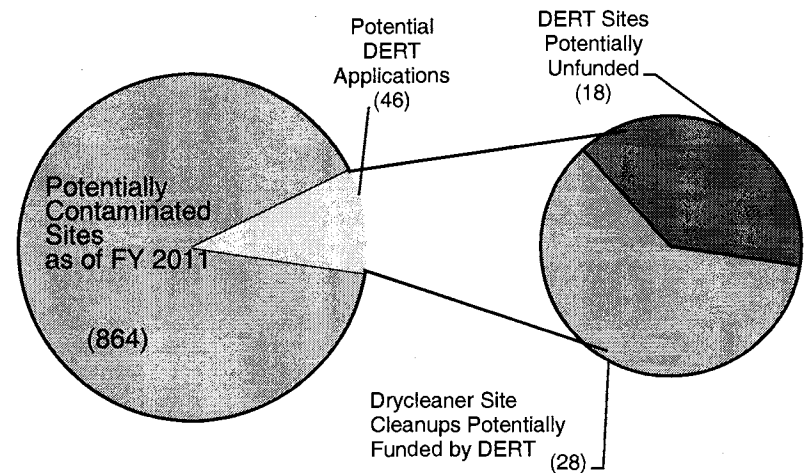 Potential
DERT
Applications
(46)
DERT Sites
Potentially
Unfunded
(18)
Potentially
Contaminated
Sites
as of FY 2011
(864)
Drycleaner Site
Cleanups Potentially
Funded by DERT
(28)